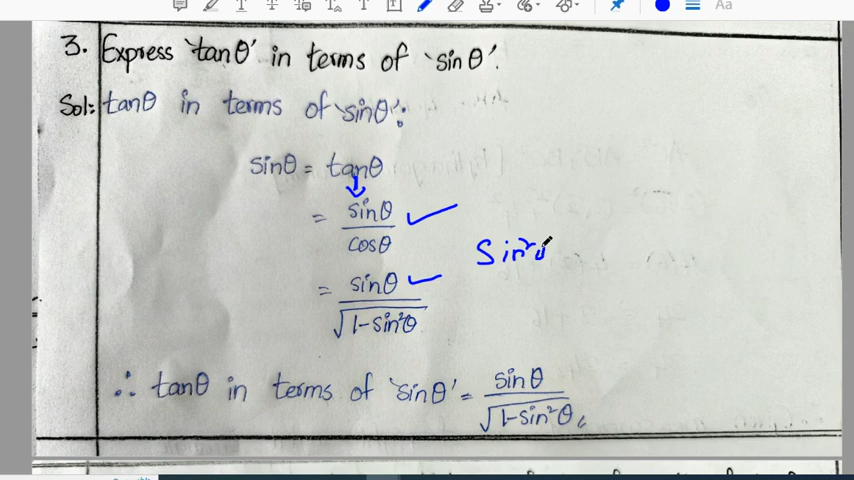 3. Express 'tanθ' in terms of 'sinθ'.
Sol: tanθ in terms of 'sinθ':
sinθ = tanθ
= sinθ / cosθ
= sinθ / √1-sin²θ
Sin²θ
∴ tanθ in terms of 'sinθ' = sinθ / √1-sin²θ